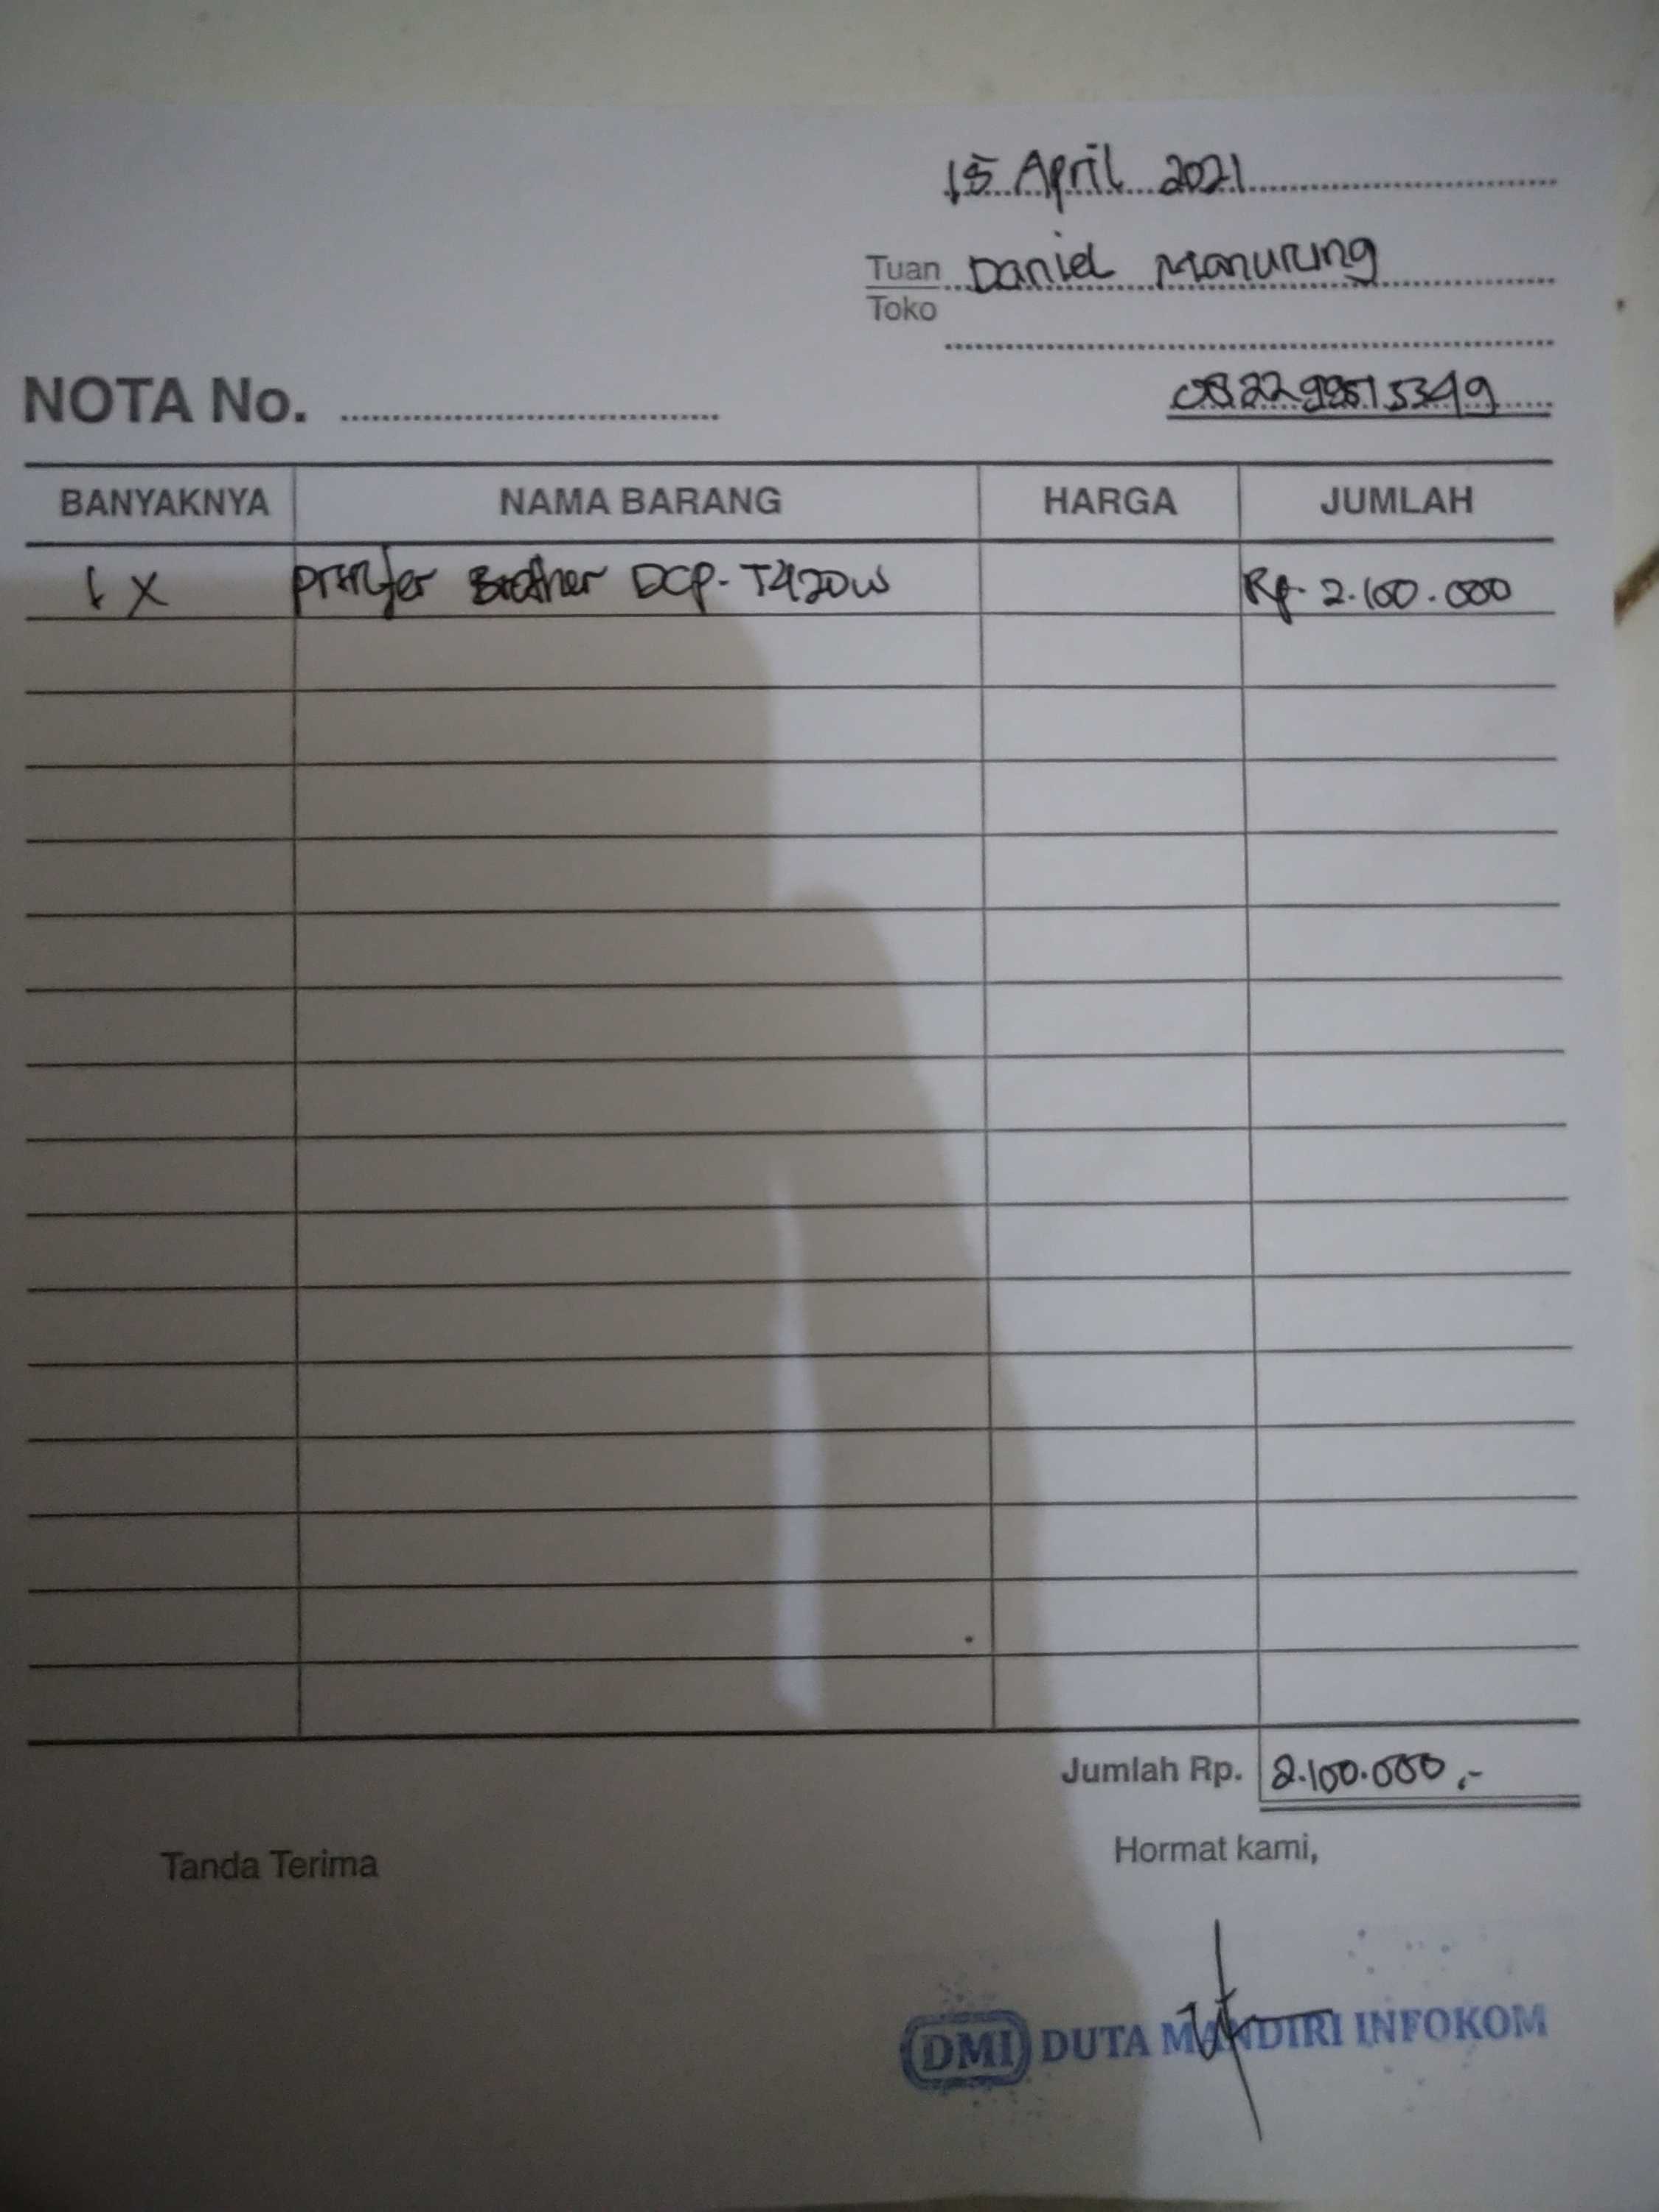 15 April 2021
Tuan Daniel Manurung
Toko
NOTA No.
BANYAKNYA NAMA BARANG HARGA JUMLAH
1 X Printer Brother DCP-T420W Rp. 2.100.000
Jumlah Rp. 2.100.000,-
Tanda Terima Hormat kami,
DMI DUTA MANDIRI INFOKOM